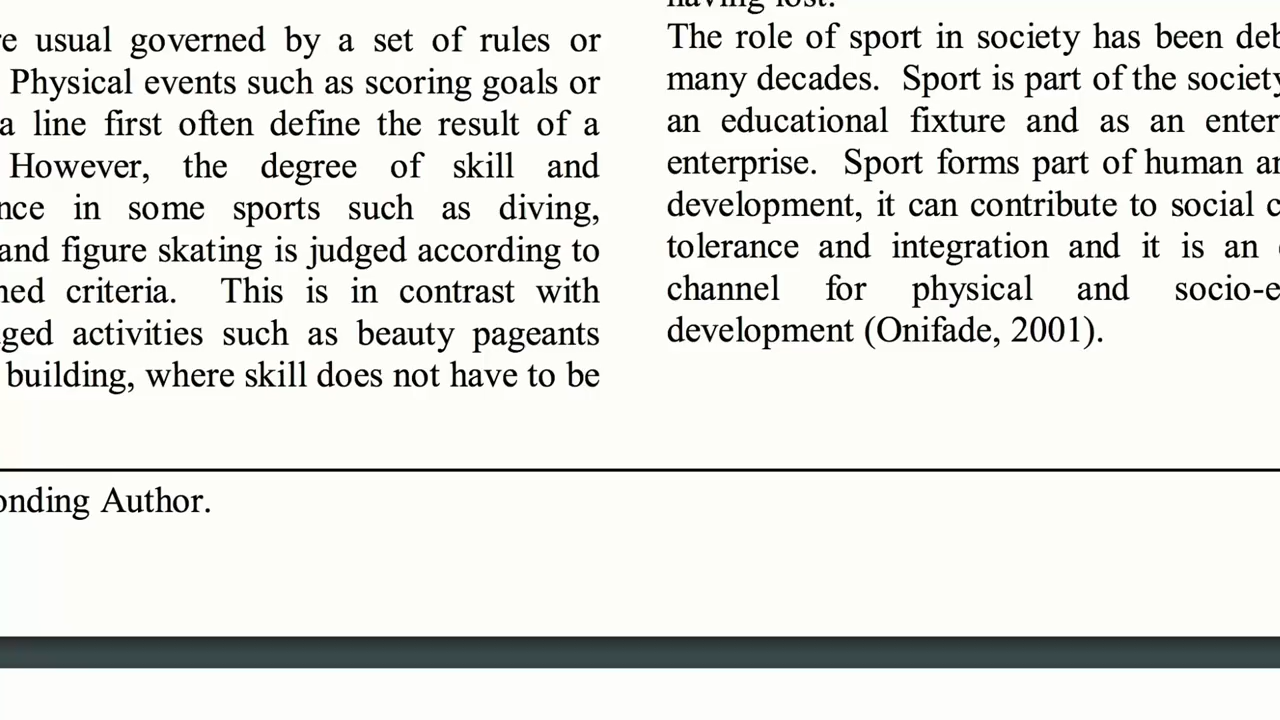 usual governed by a set of rules or
Physical events such as scoring goals or
a line first often define the result of a
However, the degree of skill and
in some sports such as diving,
and figure skating is judged according to
criteria. This is in contrast with
activities such as beauty pageants
building, where skill does not have to be
Author.
having lost.
The role of sport in society has been
many decades. Sport is part of the society
an educational fixture and as an
enterprise. Sport forms part of human
development, it can contribute to social
tolerance and integration and it is an
channel for physical and
development (Onifade, 2001).